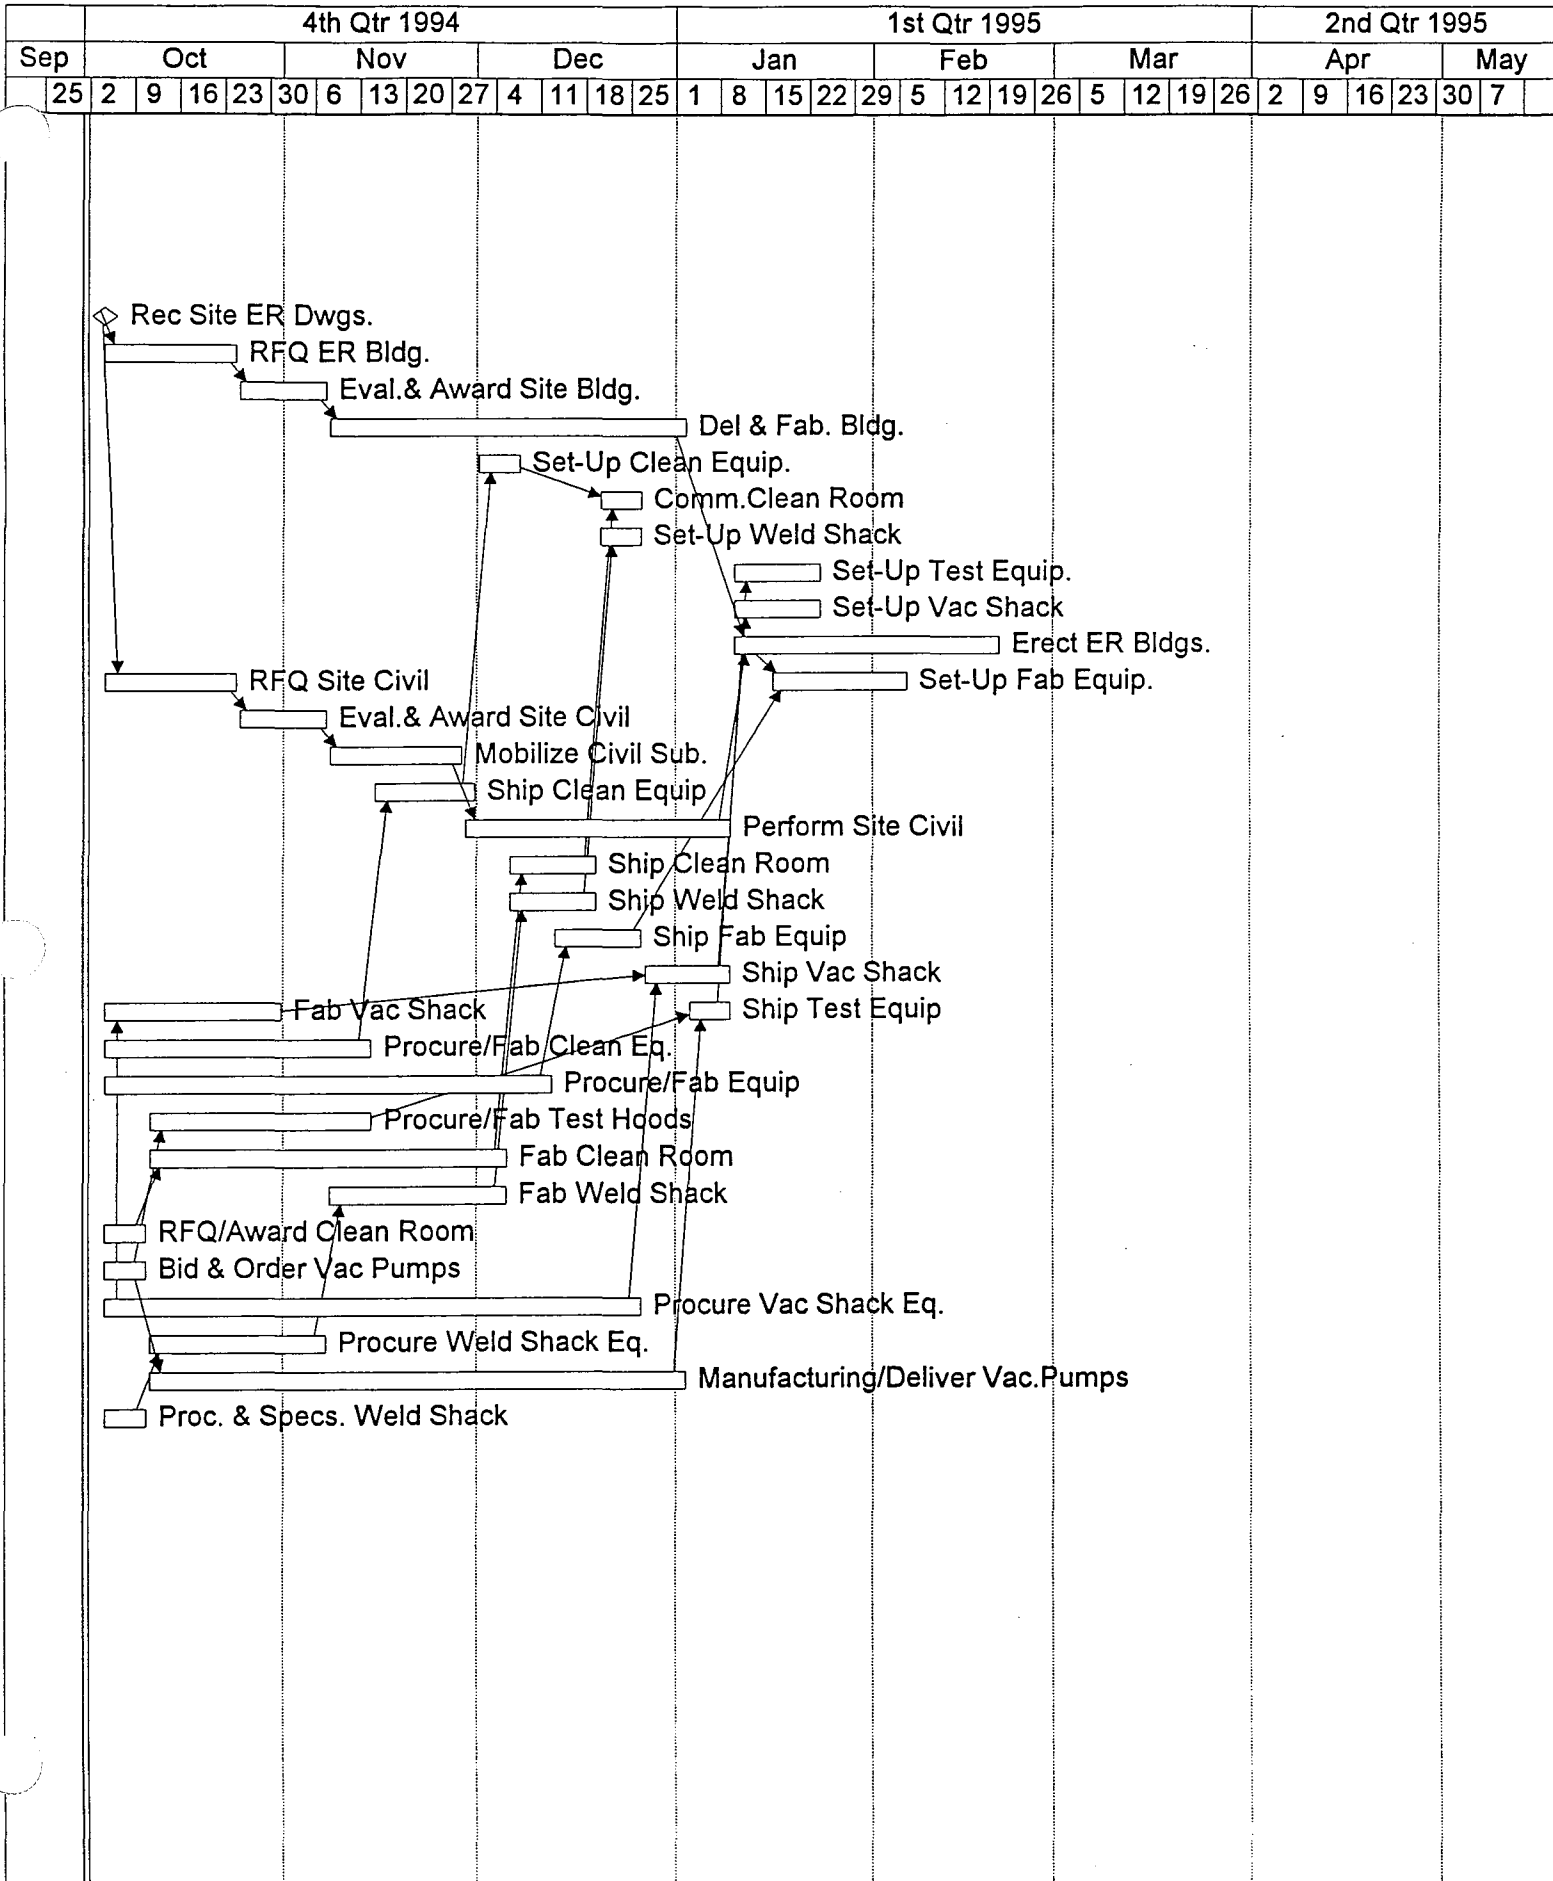 4th Qtr 1994 1st Qtr 1995 2nd Qtr 1995
Sep Oct Nov Dec Jan Feb Mar Apr May
25 2 9 16 23 30 6 13 20 27 4 11 18 25 1 8 15 22 29 5 12 19 26 5 12 19 26 2 9 16 23 30 7
Rec Site ER Dwgs.
RFQ ER Bldg.
Eval.& Award Site Bldg.
Del & Fab. Bldg.
Set-Up Clean Equip.
Comm.Clean Room
Set-Up Weld Shack
Set-Up Test Equip.
Set-Up Vac Shack
Erect ER Bldgs.
RFQ Site Civil Set-Up Fab Equip.
Eval.& Award Site Civil
Mobilize Civil Sub.
Ship Clean Equip
Perform Site Civil
Ship Clean Room
Ship Weld Shack
Ship Fab Equip
Ship Vac Shack
Fab Vac Shack Ship Test Equip
Procure/Fab Clean Eq.
Procure/Fab Equip
Procure/Fab Test Hoods
Fab Clean Room
Fab Weld Shack
RFQ/Award Clean Room
Bid & Order Vac Pumps
Procure Vac Shack Eq.
Procure Weld Shack Eq.
Manufacturing/Deliver Vac.Pumps
Proc. & Specs. Weld Shack